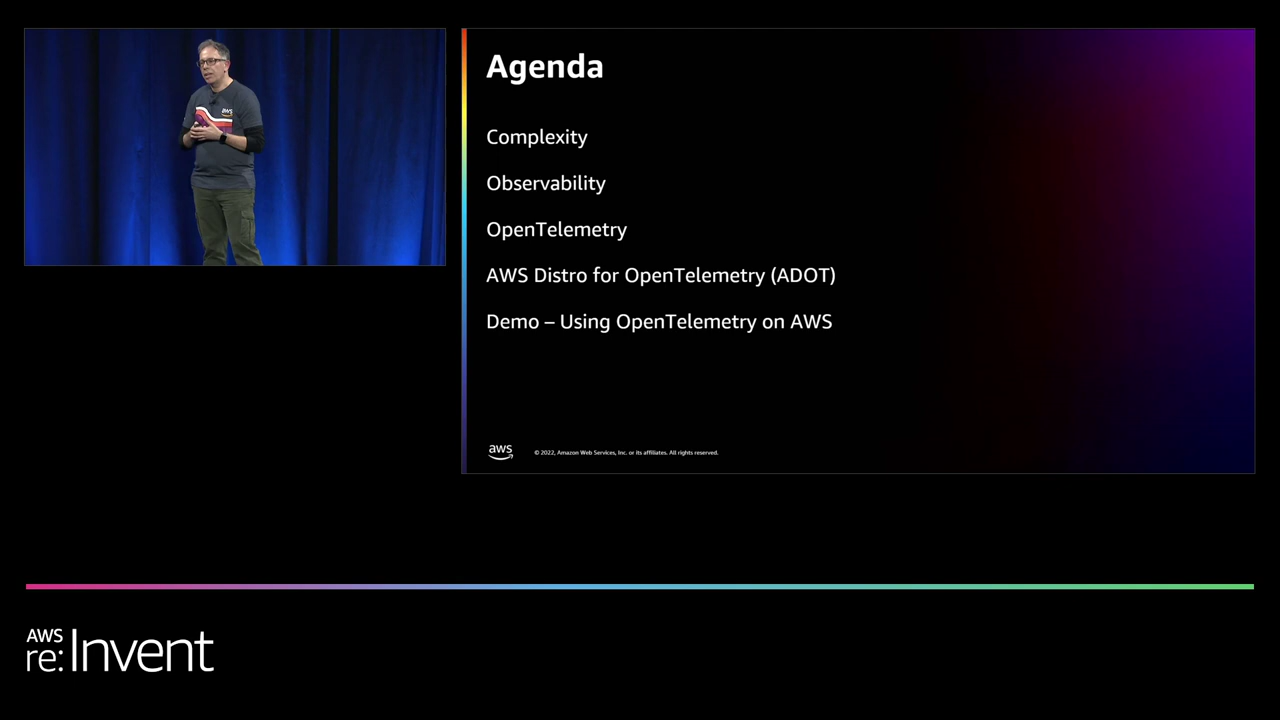 aws
Agenda
Complexity
Observability
OpenTelemetry
AWS Distro for OpenTelemetry (ADOT)
Demo – Using OpenTelemetry on AWS
aws
© 2022, Amazon Web Services, Inc. or its affiliates. All rights reserved.
AWS
re:Invent